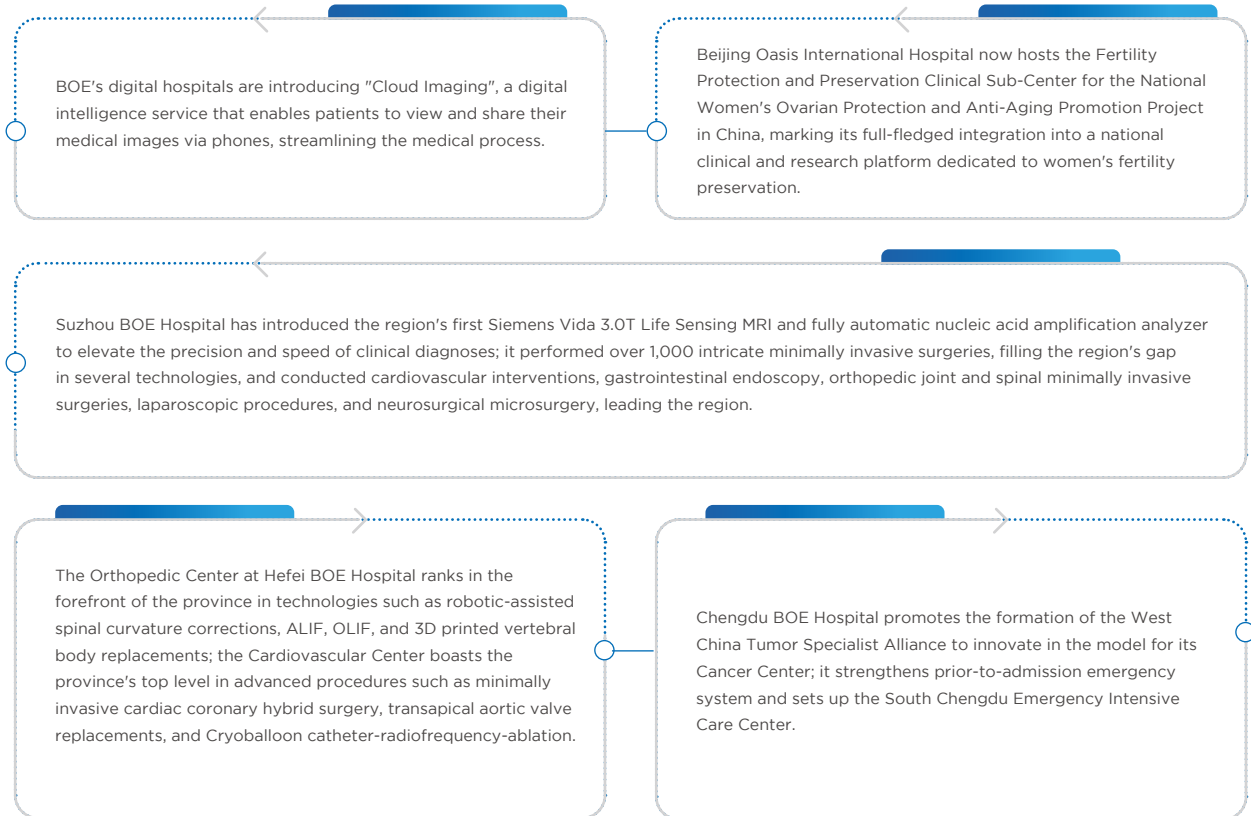 BOE's digital hospitals are introducing "Cloud Imaging", a digital
intelligence service that enables patients to view and share their
medical images via phones, streamlining the medical process.
Beijing Oasis International Hospital now hosts the Fertility
Protection and Preservation Clinical Sub-Center for the National
Women's Ovarian Protection and Anti-Aging Promotion Project
in China, marking its full-fledged integration into a national
clinical and research platform dedicated to women's fertility
preservation.
Suzhou BOE Hospital has introduced the region's first Siemens Vida 3.0T Life Sensing MRI and fully automatic nucleic acid amplification analyzer
to elevate the precision and speed of clinical diagnoses; it performed over 1,000 intricate minimally invasive surgeries, filling the region's gap
in several technologies, and conducted cardiovascular interventions, gastrointestinal endoscopy, orthopedic joint and spinal minimally invasive
surgeries, laparoscopic procedures, and neurosurgical microsurgery, leading the region.
The Orthopedic Center at Hefei BOE Hospital ranks in the
forefront of the province in technologies such as robotic-assisted
spinal curvature corrections, ALIF, OLIF, and 3D printed vertebral
body replacements; the Cardiovascular Center boasts the
province's top level in advanced procedures such as minimally
invasive cardiac coronary hybrid surgery, transapical aortic valve
replacements, and Cryoballoon catheter-radiofrequency-ablation.
Chengdu BOE Hospital promotes the formation of the West
China Tumor Specialist Alliance to innovate in the model for its
Cancer Center; it strengthens prior-to-admission emergency
system and sets up the South Chengdu Emergency Intensive
Care Center.